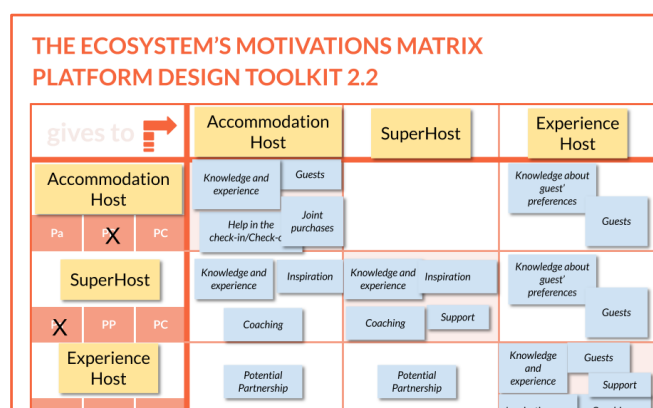 THE ECOSYSTEM'S MOTIVATIONS MATRIX
PLATFORM DESIGN TOOLKIT 2.2
gives to
Accommodation
Host
SuperHost
Experience
Host
Accommodation
Host
Pa
PC
Knowledge and
experience
Guests
Help in the
check-in/Check-
Joint
purchases
Knowledge about
guest'
preferences
Guests
SuperHost
PP
PC
Knowledge and
experience
Inspiration
Coaching
Knowledge and
experience
Inspiration
Coaching
Support
Knowledge about
guest'
preferences
Guests
Experience
Host
Potential
Partnership
Potential
Partnership
Knowledge
and
experience
Guests
Support